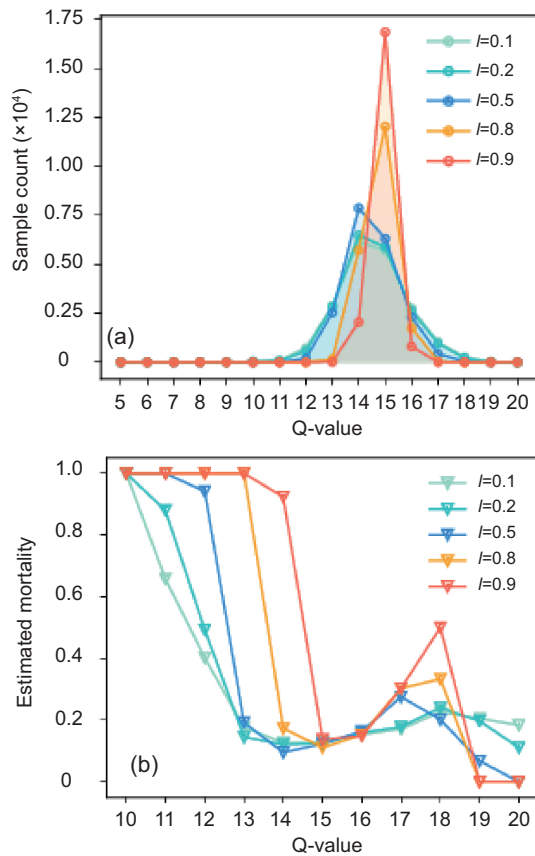 1.75
1.50
1.25
1.00
0.75
0.50
0.25
0
Sample count (×10⁴)
l=0.1
l=0.2
l=0.5
l=0.8
l=0.9
(a)
5 6 7 8 9 10 11 12 13 14 15 16 17 18 19 20
Q-value
1.0
0.8
0.6
0.4
0.2
0
Estimated mortality
l=0.1
l=0.2
l=0.5
l=0.8
l=0.9
(b)
10 11 12 13 14 15 16 17 18 19 20
Q-value